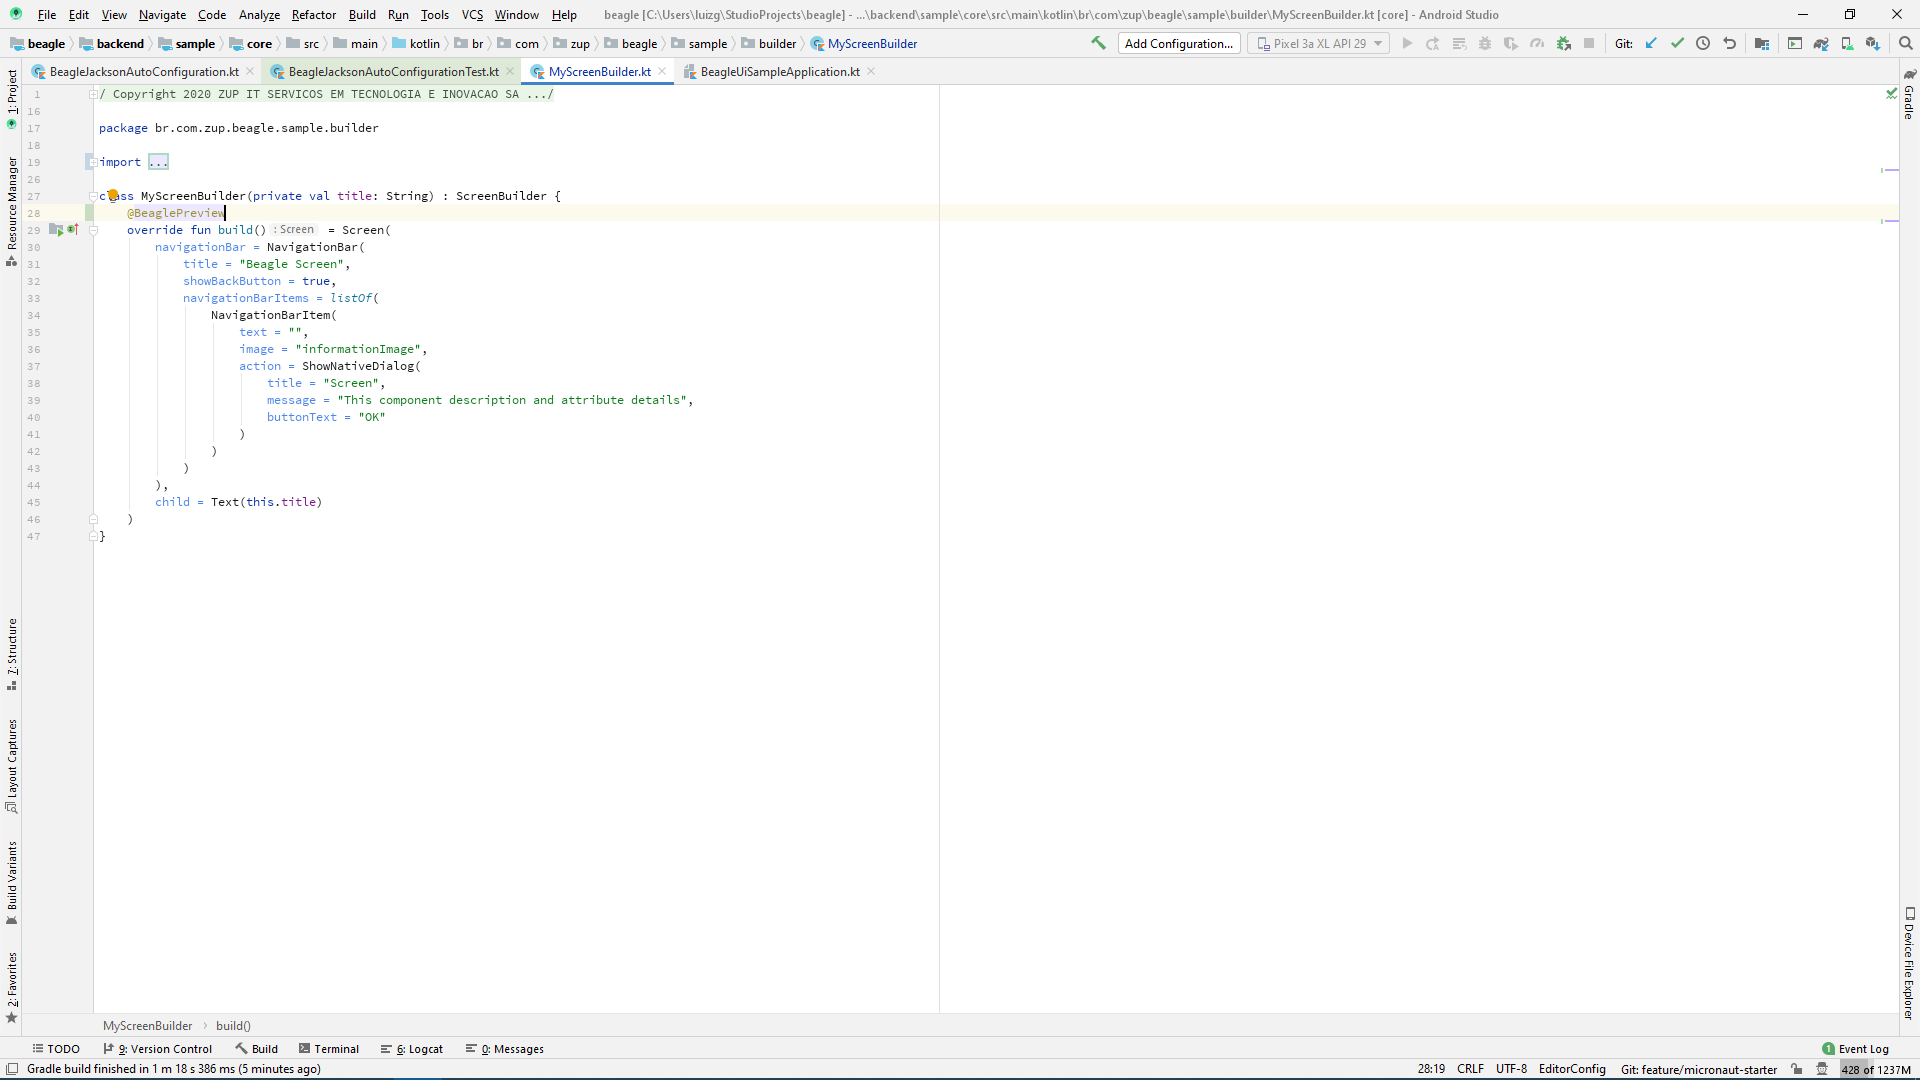 File Edit View Navigate Code Analyze Refactor Build Run Tools VCS Window Help beagle [C:\Users\luizg\StudioProjects\beagle] - ...\backend\sample\core\src\main\kotlin\br\com\zup\beagle\sample\builder\MyScreenBuilder.kt [core] - Android Studio
beagle backend sample core src main kotlin br com zup beagle sample builder MyScreenBuilder Add Configuration... Pixel 3a XL API 29 Git:
BeagleJacksonAutoConfiguration.kt BeagleJacksonAutoConfigurationTest.kt MyScreenBuilder.kt BeagleUiSampleApplication.kt
1 / Copyright 2020 ZUP IT SERVICOS EM TECNOLOGIA E INOVACAO SA .../
16
17 package br.com.zup.beagle.sample.builder
18
19 import ...
26
27 class MyScreenBuilder(private val title: String) : ScreenBuilder {
28 @BeaglePreview
29 override fun build() : Screen = Screen(
30 navigationBar = NavigationBar(
31 title = "Beagle Screen",
32 showBackButton = true,
33 navigationBarItems = listOf(
34 NavigationBarItem(
35 text = "",
36 image = "informationImage",
37 action = ShowNativeDialog(
38 title = "Screen",
39 message = "This component description and attribute details",
40 buttonText = "OK"
41 )
42 )
43 )
44 ),
45 child = Text(this.title)
46 )
47 }
1: Project
Resource Manager
7: Structure
Layout Captures
Build Variants
2: Favorites
Gradle
Device File Explorer
MyScreenBuilder › build()
TODO 9: Version Control Build Terminal 6: Logcat 0: Messages 1 Event Log
Gradle build finished in 1 m 18 s 386 ms (5 minutes ago) 28:19 CRLF UTF-8 EditorConfig Git: feature/micronaut-starter 428 of 1237M